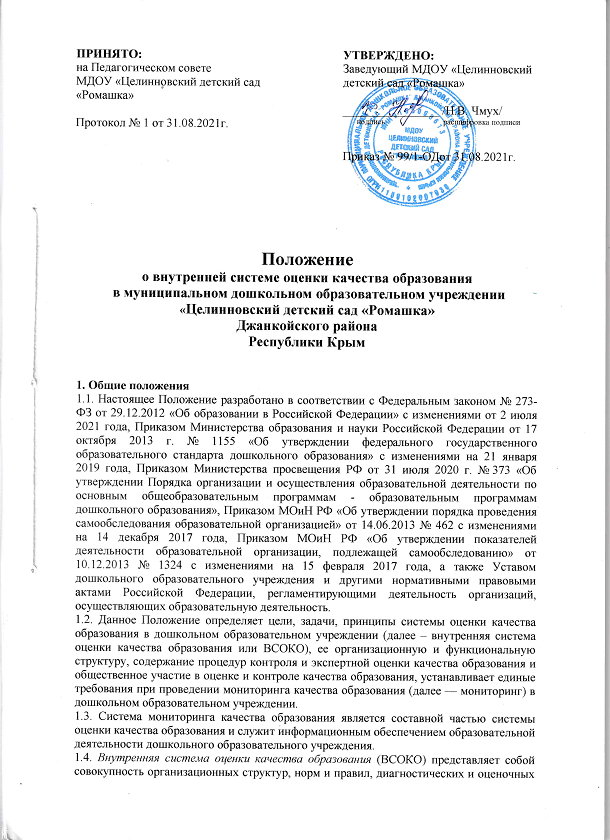 ПРИНЯТО:
на Педагогическом совете
МДОУ «Целинновский детский сад
«Ромашка»
Протокол № 1 от 31.08.2021г.
УТВЕРЖДЕНО:
Заведующий МДОУ «Целинновский
детский сад «Ромашка»
/Н.В. Чмух/
подпись расшифровка подписи
Приказ № 99/1-ОДот 31.08.2021г.
МДОУ
ЦЕЛИННОВСКИЙ
ДЕТСКИЙ САД
Положение
о внутренней системе оценки качества образования
в муниципальном дошкольном образовательном учреждении
«Целинновский детский сад «Ромашка»
Джанкойского района
Республики Крым
1. Общие положения
1.1. Настоящее Положение разработано в соответствии с Федеральным законом № 273-
ФЗ от 29.12.2012 «Об образовании в Российской Федерации» с изменениями от 2 июля
2021 года, Приказом Министерства образования и науки Российской Федерации от 17
октября 2013 г. № 1155 «Об утверждении федерального государственного
образовательного стандарта дошкольного образования» с изменениями на 21 января
2019 года, Приказом Министерства просвещения РФ от 31 июля 2020 г. № 373 «Об
утверждении Порядка организации и осуществления образовательной деятельности по
основным общеобразовательным программам - образовательным программам
дошкольного образования», Приказом МОиН РФ «Об утверждении порядка проведения
самообследования образовательной организацией» от 14.06.2013 № 462 с изменениями
на 14 декабря 2017 года, Приказом МОиН РФ «Об утверждении показателей
деятельности образовательной организации, подлежащей самообследованию» от
10.12.2013 № 1324 с изменениями на 15 февраля 2017 года, а также Уставом
дошкольного образовательного учреждения и другими нормативными правовыми
актами Российской Федерации, регламентирующими деятельность организаций,
осуществляющих образовательную деятельность.
1.2. Данное Положение определяет цели, задачи, принципы системы оценки качества
образования в дошкольном образовательном учреждении (далее – внутренняя система
оценки качества образования или ВСОКО), ее организационную и функциональную
структуру, содержание процедур контроля и экспертной оценки качества образования и
общественное участие в оценке и контроле качества образования, устанавливает единые
требования при проведении мониторинга качества образования (далее — мониторинг) в
дошкольном образовательном учреждении.
1.3. Система мониторинга качества образования является составной частью системы
оценки качества образования и служит информационным обеспечением образовательной
деятельности дошкольного образовательного учреждения.
1.4. Внутренняя система оценки качества образования (ВСОКО) представляет собой
совокупность организационных структур, норм и правил, диагностических и оценочных